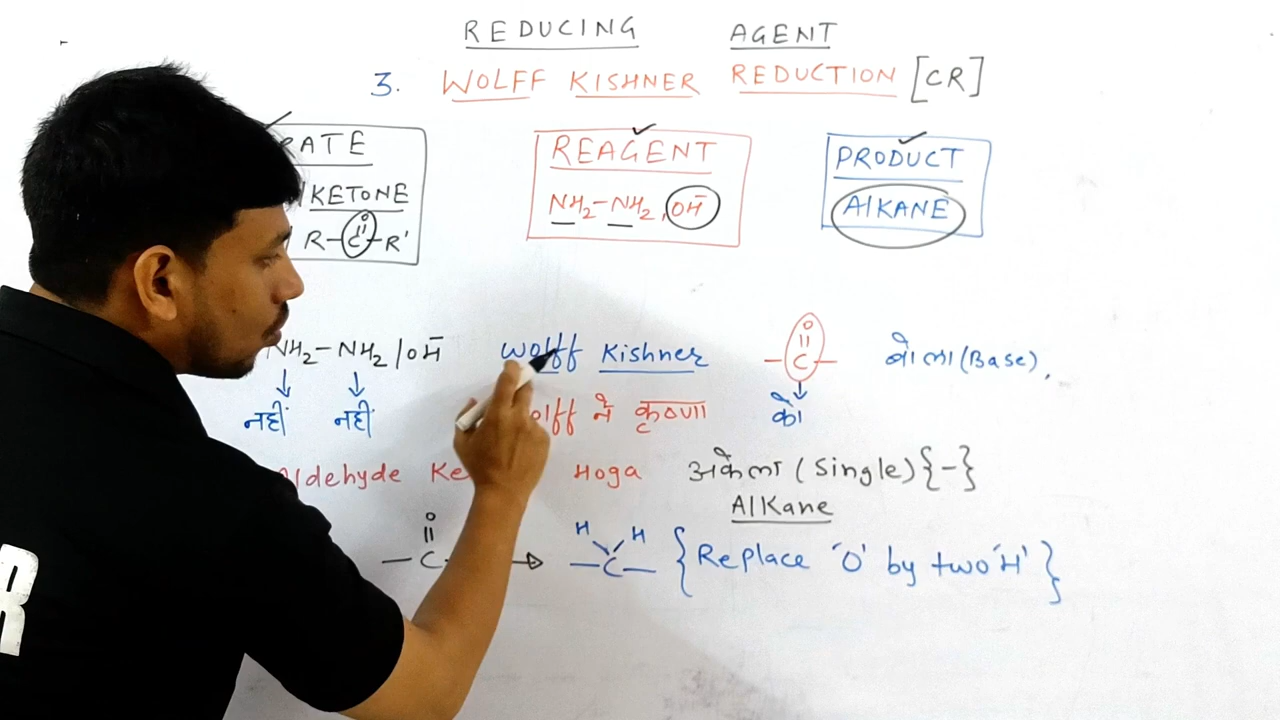 REDUCING AGENT
3. WOLFF KISHNER REDUCTION [CR]
RATE
KETONE
R-C-R'
O
REAGENT
NH2-NH2, OH̄
PRODUCT
AlKANE
NH2-NH2/OH̄ Wolff Kishner
O
-C- बोला (Base),
नहीं नहीं
olff ने कृष्णा को
aldehyde Ke Hoga अकेला (Single) {-}
AlKane
O
-C → H H
-C- {Replace 'O' by two 'H'}
R